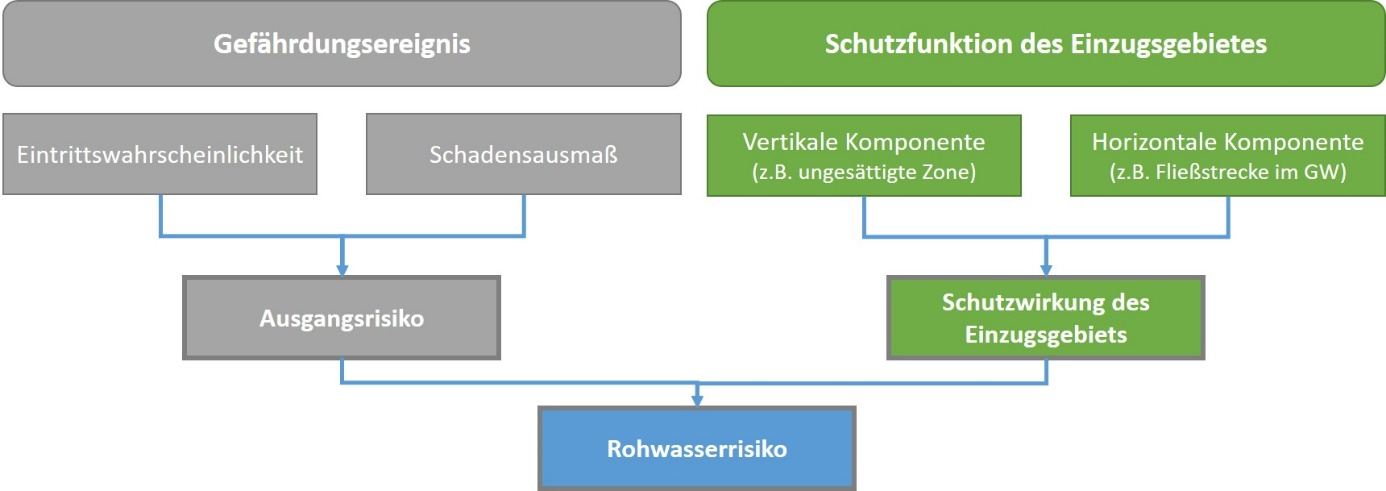 Gefährdungsereignis
Schutzfunktion des Einzugsgebietes
Eintrittswahrscheinlichkeit
Schadensausmaß
Vertikale Komponente
(z.B. ungesättigte Zone)
Horizontale Komponente
(z.B. Fließstrecke im GW)
Ausgangsrisiko
Schutzwirkung des
Einzugsgebiets
Rohwasserrisiko